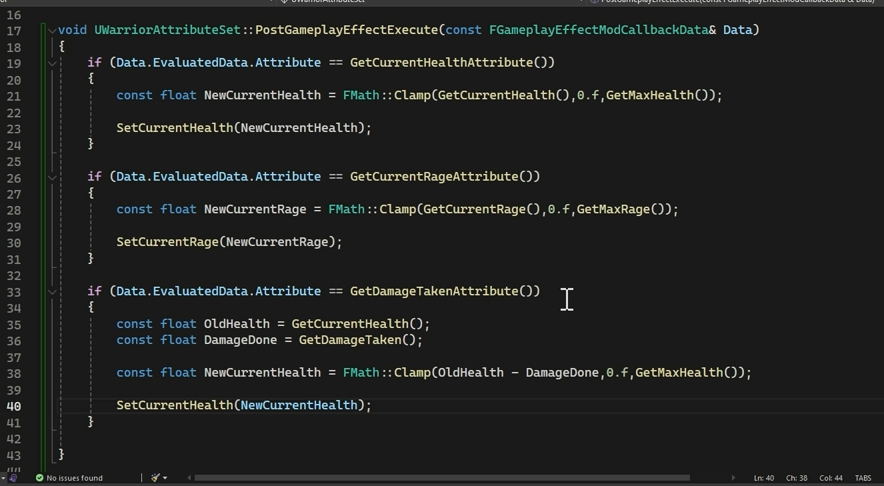 16
17 void UWarriorAttributeSet::PostGameplayEffectExecute(const FGameplayEffectModCallbackData& Data)
18 {
19 if (Data.EvaluatedData.Attribute == GetCurrentHealthAttribute())
20 {
21 const float NewCurrentHealth = FMath::Clamp(GetCurrentHealth(),0.f,GetMaxHealth());
22
23 SetCurrentHealth(NewCurrentHealth);
24 }
25
26 if (Data.EvaluatedData.Attribute == GetCurrentRageAttribute())
27 {
28 const float NewCurrentRage = FMath::Clamp(GetCurrentRage(),0.f,GetMaxRage());
29
30 SetCurrentRage(NewCurrentRage);
31 }
32
33 if (Data.EvaluatedData.Attribute == GetDamageTakenAttribute())
34 {
35 const float OldHealth = GetCurrentHealth();
36 const float DamageDone = GetDamageTaken();
37
38 const float NewCurrentHealth = FMath::Clamp(OldHealth - DamageDone,0.f,GetMaxHealth());
39
40 SetCurrentHealth(NewCurrentHealth);
41 }
42
43 }
No issues found Ln: 40 Ch: 38 Col: 44 TABS